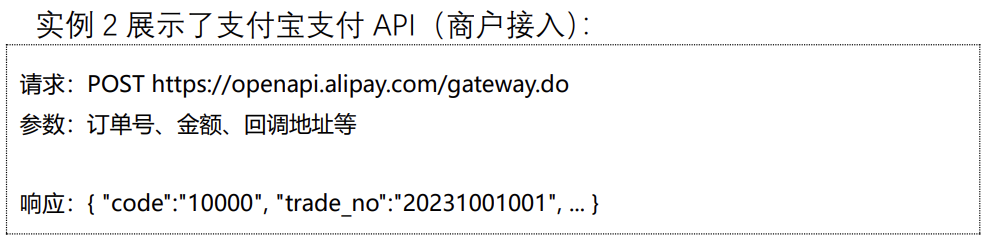 实例 2 展示了支付宝支付 API（商户接入）：
请求：POST https://openapi.alipay.com/gateway.do
参数：订单号、金额、回调地址等
响应：{ "code":"10000", "trade_no":"20231001001", ... }